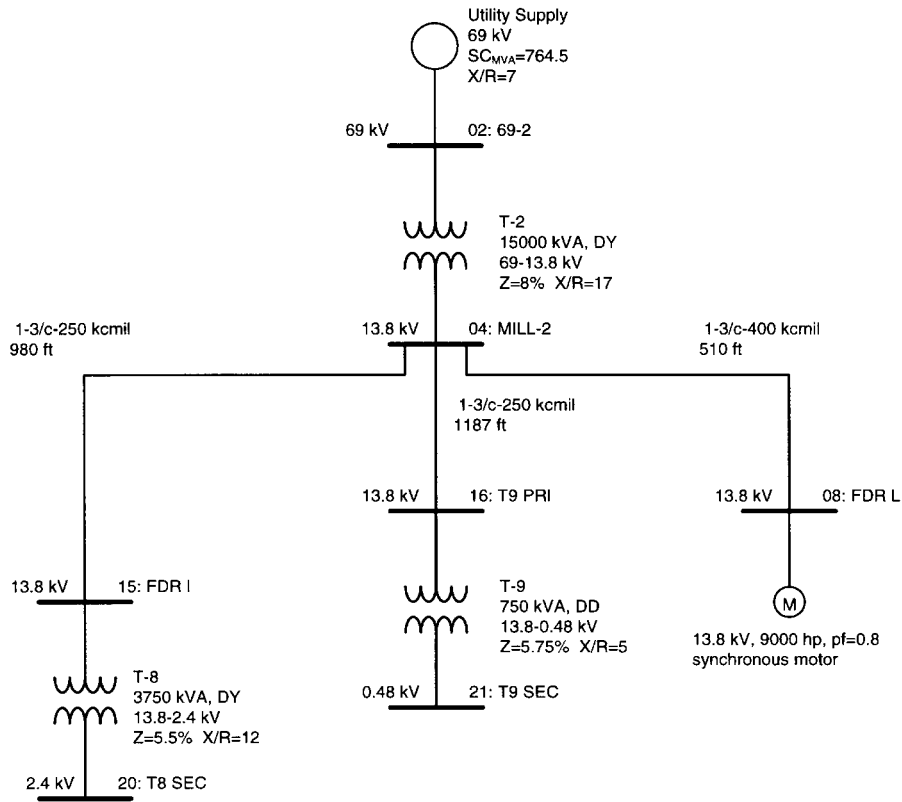 Utility Supply
69 kV
SCMVA=764.5
X/R=7
69 kV
02: 69-2
T-2
15000 kVA, DY
69-13.8 kV
Z=8% X/R=17
1-3/c-250 kcmil
980 ft
13.8 kV
04: MILL-2
1-3/c-400 kcmil
510 ft
1-3/c-250 kcmil
1187 ft
13.8 kV
16: T9 PRI
13.8 kV
08: FDR L
13.8 kV
15: FDR I
T-9
750 kVA, DD
13.8-0.48 kV
Z=5.75% X/R=5
M
13.8 kV, 9000 hp, pf=0.8
synchronous motor
T-8
3750 kVA, DY
13.8-2.4 kV
Z=5.5% X/R=12
0.48 kV
21: T9 SEC
2.4 kV
20: T8 SEC